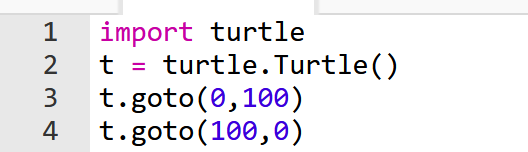 1 import turtle
2 t = turtle.Turtle()
3 t.goto(0,100)
4 t.goto(100,0)